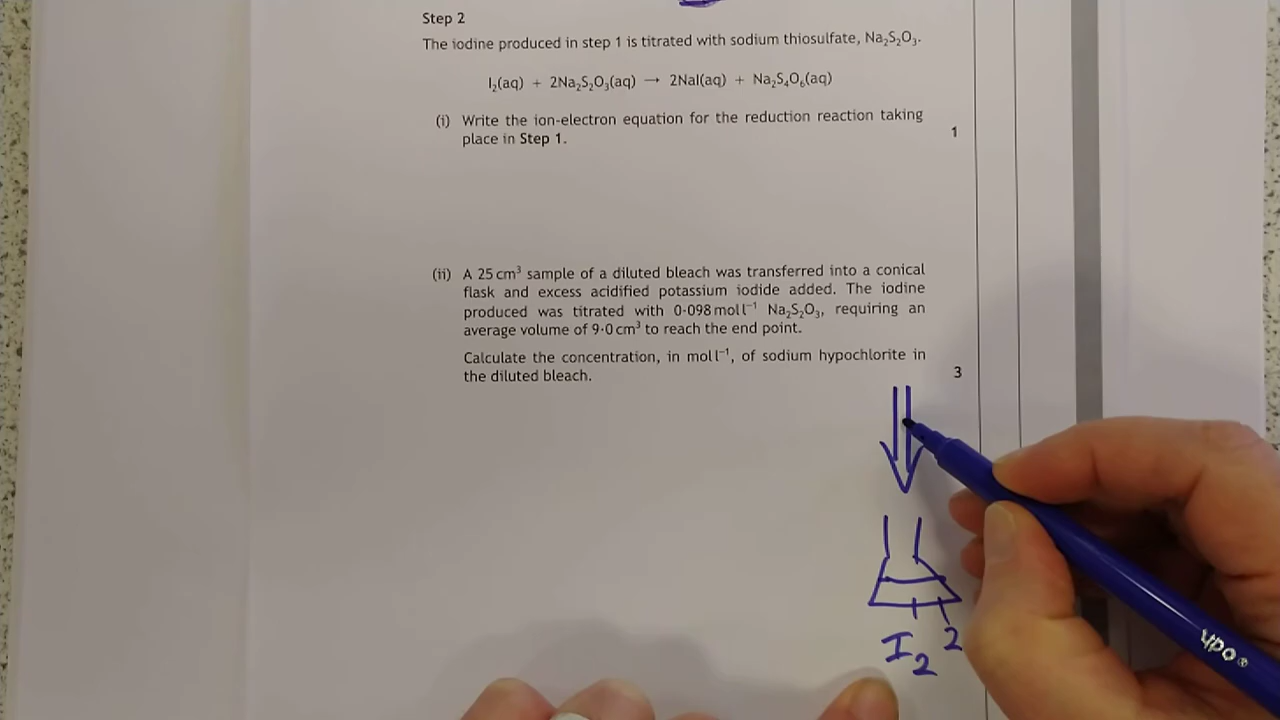 Step 2
The iodine produced in step 1 is titrated with sodium thiosulfate, Na₂S₂O₃.
I₂(aq) + 2Na₂S₂O₃(aq) → 2NaI(aq) + Na₂S₄O₆(aq)
(i) Write the ion-electron equation for the reduction reaction taking
place in Step 1.
1
(ii) A 25 cm³ sample of a diluted bleach was transferred into a conical
flask and excess acidified potassium iodide added. The iodine
produced was titrated with 0·098 mol l⁻¹ Na₂S₂O₃, requiring an
average volume of 9·0 cm³ to reach the end point.
Calculate the concentration, in mol l⁻¹, of sodium hypochlorite in
the diluted bleach.
3
I₂ 2
YPO